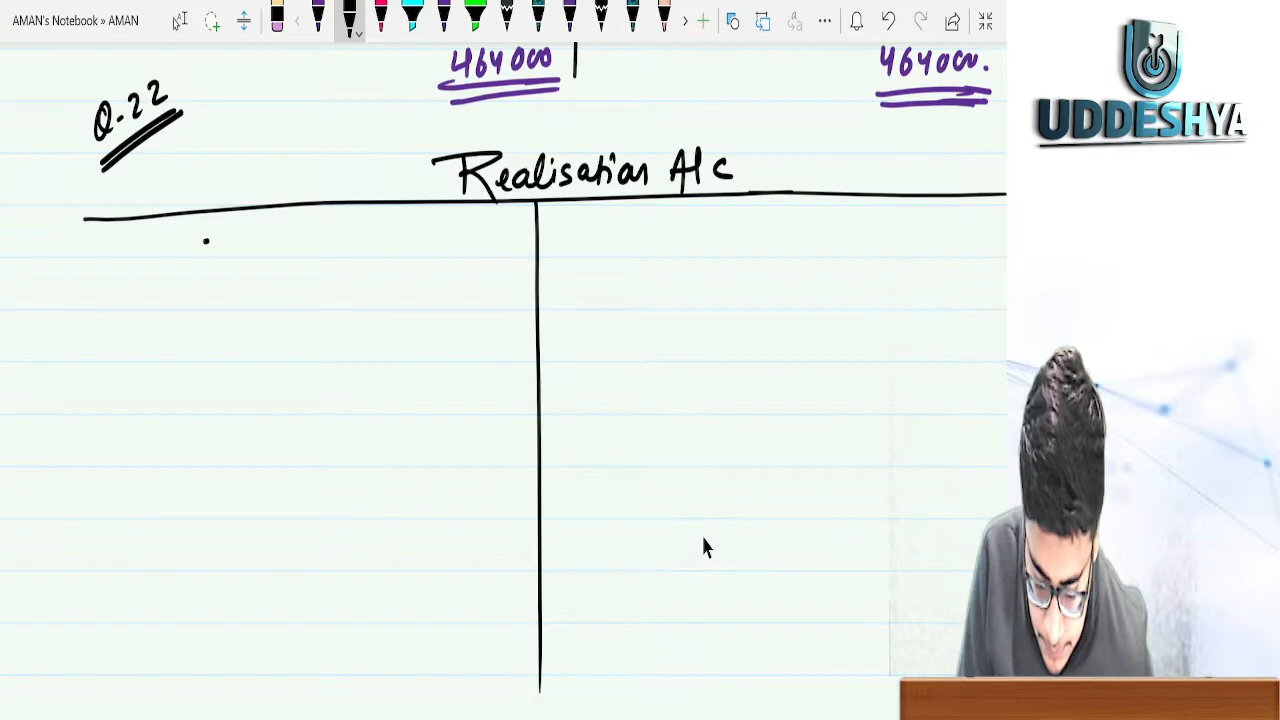 AMAN's Notebook » AMAN
464000
464000.
UDDESHYA
Q-22
Realisation A/c